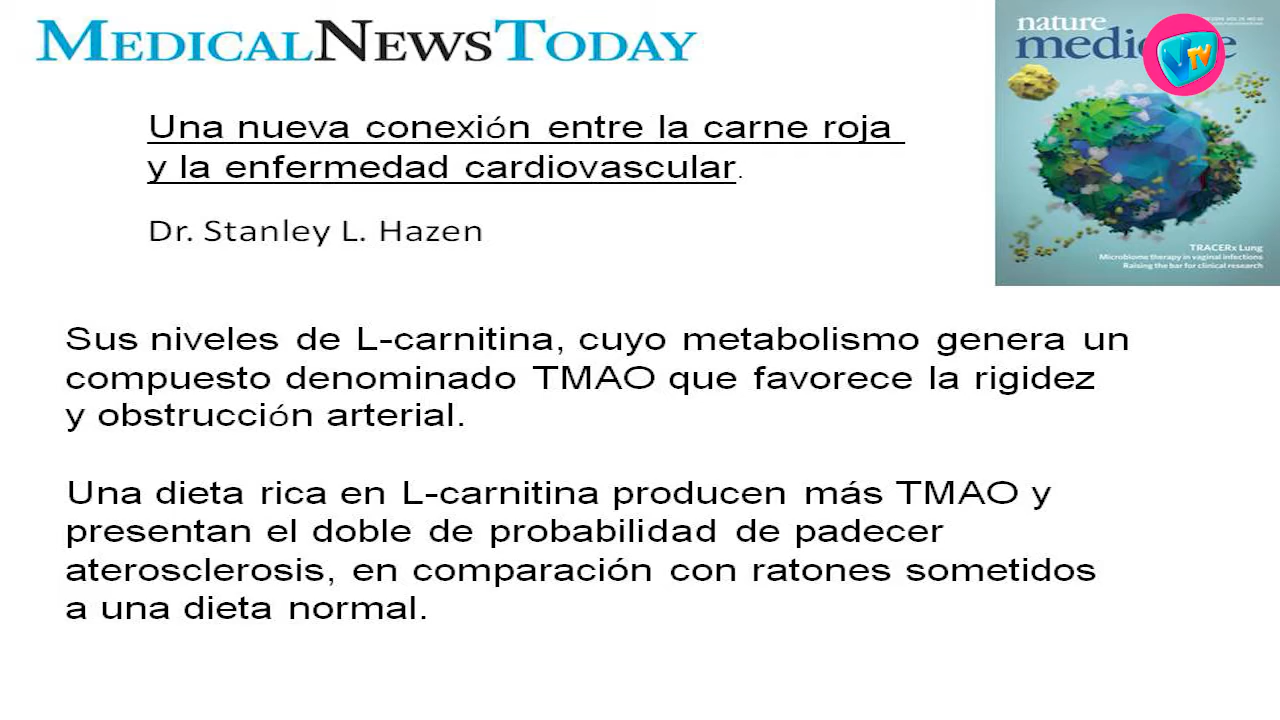 MEDICALNEWSTODAY
nature
medic e
TV
Una nueva conexión entre la carne roja
y la enfermedad cardiovascular.
Dr. Stanley L. Hazen
TRACERx Lung
Microbiome therapy in vaginal infections
Raising the bar for clinical research
Sus niveles de L-carnitina, cuyo metabolismo genera un
compuesto denominado TMAO que favorece la rigidez
y obstrucción arterial.
Una dieta rica en L-carnitina producen más TMAO y
presentan el doble de probabilidad de padecer
aterosclerosis, en comparación con ratones sometidos
a una dieta normal.